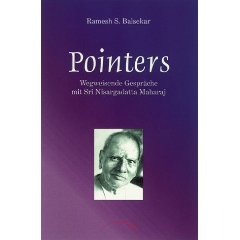 Ramesh S. Balsekar
Pointers
Wegweisende Gespräche
mit Sri Nisargadatta Maharaj